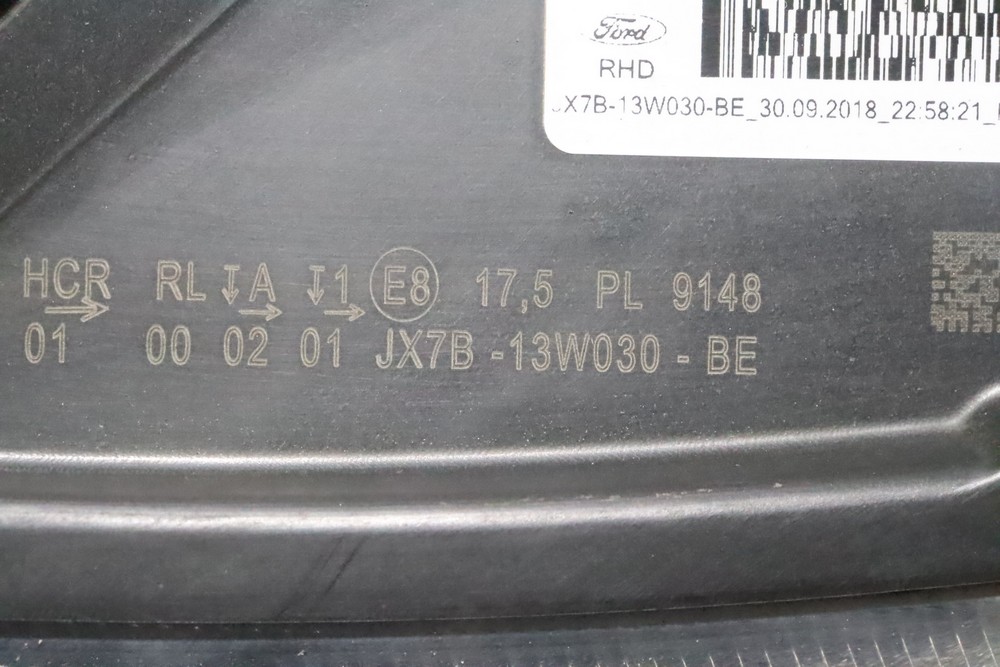 Ford
RHD
JX7B-13W030-BE_30.09.2018_22:58:21_
HCR RL ↓A ↓1 E8 17,5 PL 9148
→ → →
01 00 02 01 JX7B - 13W030 - BE